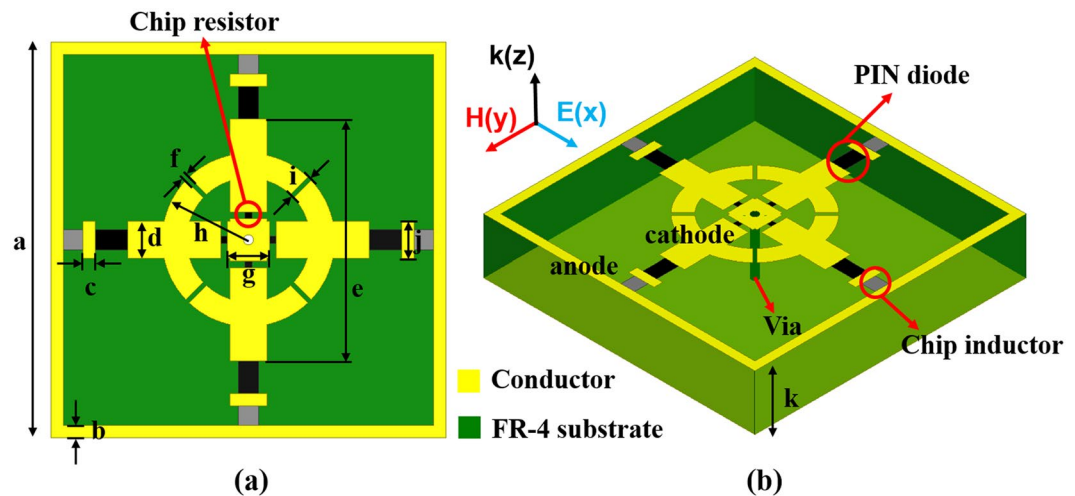 Chip resistor
f
i
a
d
h
j
g
e
c
b
Conductor
FR-4 substrate
(a)
k(z)
H(y)
E(x)
PIN diode
cathode
anode
Via
Chip inductor
k
(b)